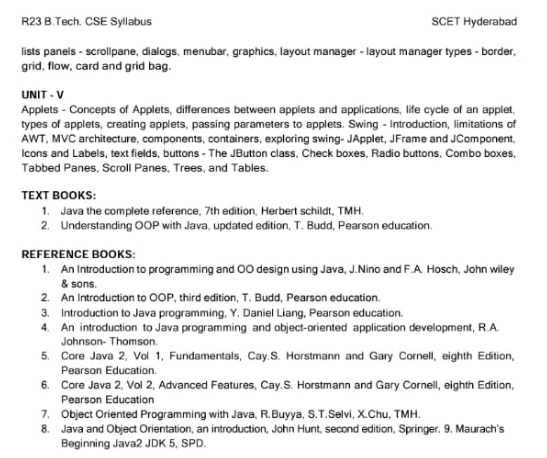 R23 B.Tech. CSE Syllabus SCET Hyderabad
lists panels - scrollpane, dialogs, menubar, graphics, layout manager - layout manager types - border,
grid, flow, card and grid bag.
UNIT - V
Applets - Concepts of Applets, differences between applets and applications, life cycle of an applet,
types of applets, creating applets, passing parameters to applets. Swing - Introduction, limitations of
AWT, MVC architecture, components, containers, exploring swing- JApplet, JFrame and JComponent,
Icons and Labels, text fields, buttons - The JButton class, Check boxes, Radio buttons, Combo boxes,
Tabbed Panes, Scroll Panes, Trees, and Tables.
TEXT BOOKS:
1. Java the complete reference, 7th edition, Herbert schildt, TMH.
2. Understanding OOP with Java, updated edition, T. Budd, Pearson education.
REFERENCE BOOKS:
1. An Introduction to programming and OO design using Java, J.Nino and F.A. Hosch, John wiley
& sons.
2. An Introduction to OOP, third edition, T. Budd, Pearson education.
3. Introduction to Java programming, Y. Daniel Liang, Pearson education.
4. An introduction to Java programming and object-oriented application development, R.A.
Johnson- Thomson.
5. Core Java 2, Vol 1, Fundamentals, Cay.S. Horstmann and Gary Cornell, eighth Edition,
Pearson Education.
6. Core Java 2, Vol 2, Advanced Features, Cay.S. Horstmann and Gary Cornell, eighth Edition,
Pearson Education
7. Object Oriented Programming with Java, R.Buyya, S.T.Selvi, X.Chu, TMH.
8. Java and Object Orientation, an introduction, John Hunt, second edition, Springer. 9. Maurach's
Beginning Java2 JDK 5, SPD.